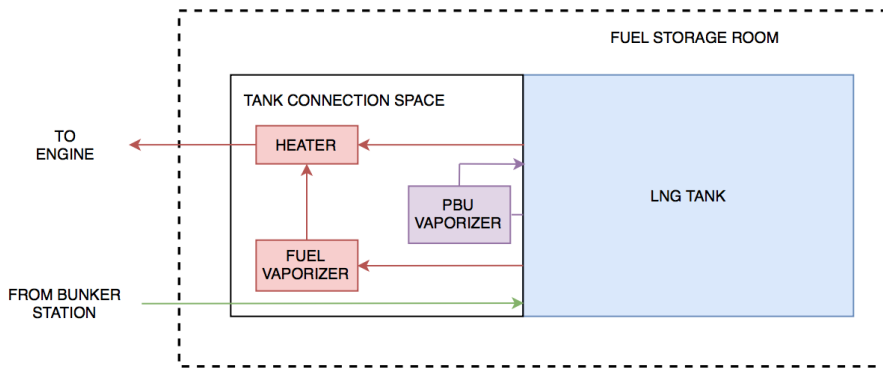 FUEL STORAGE ROOM
TANK CONNECTION SPACE
TO
ENGINE
HEATER
PBU
VAPORIZER
LNG TANK
FUEL
VAPORIZER
FROM BUNKER
STATION